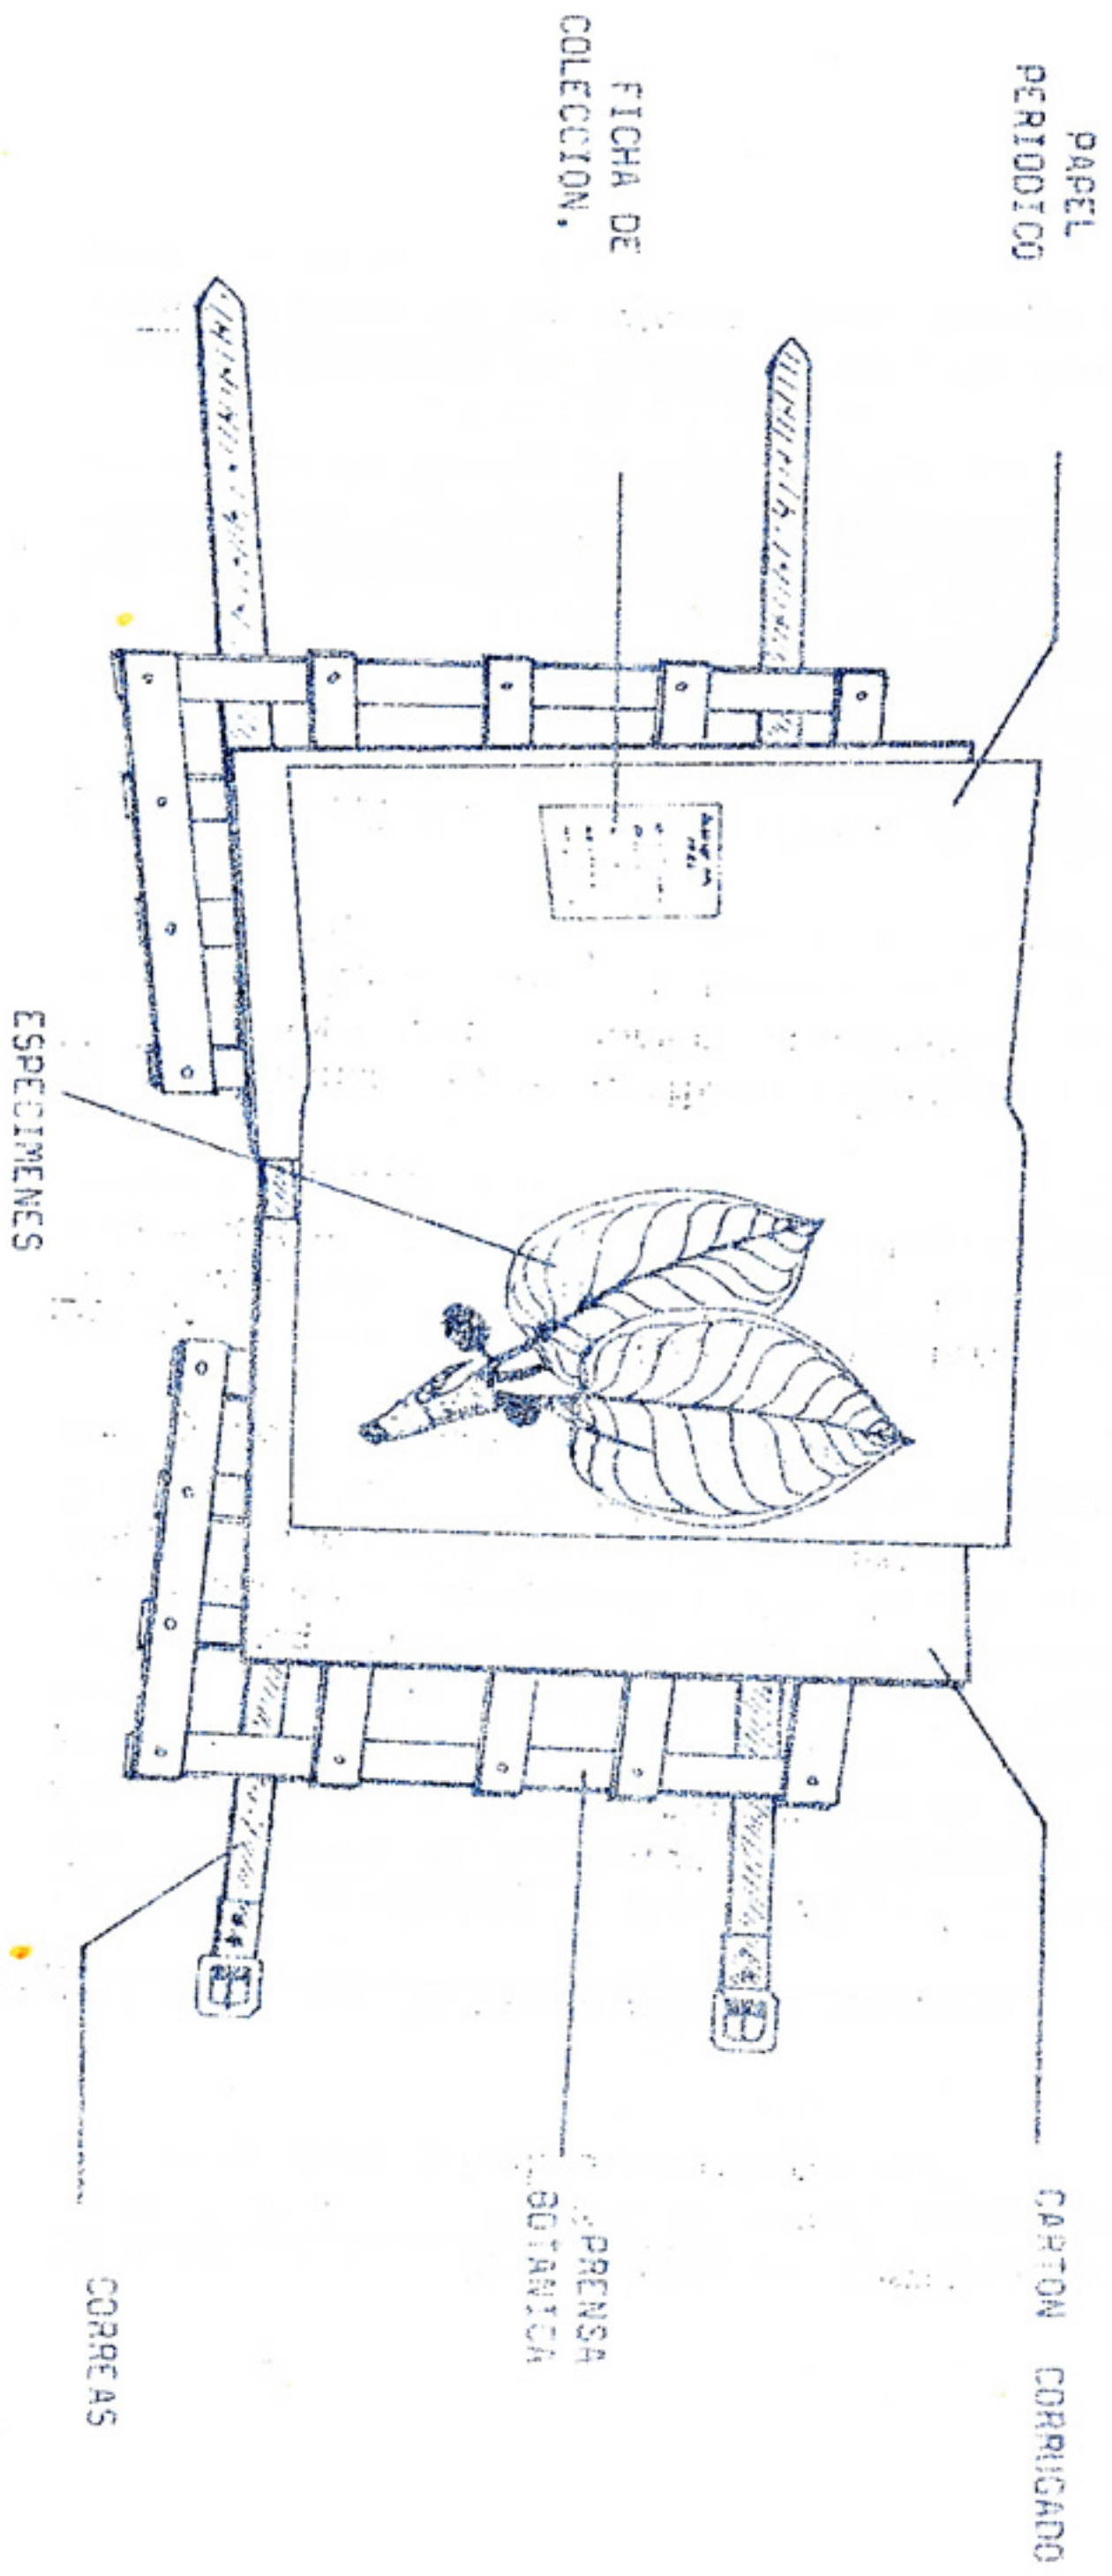 PAPEL
PERIODICO
FICHA DE
COLECCION.
ESPECIMENES
CARTON CORRUGADO
PRENSA
BOTANICA
CORREAS